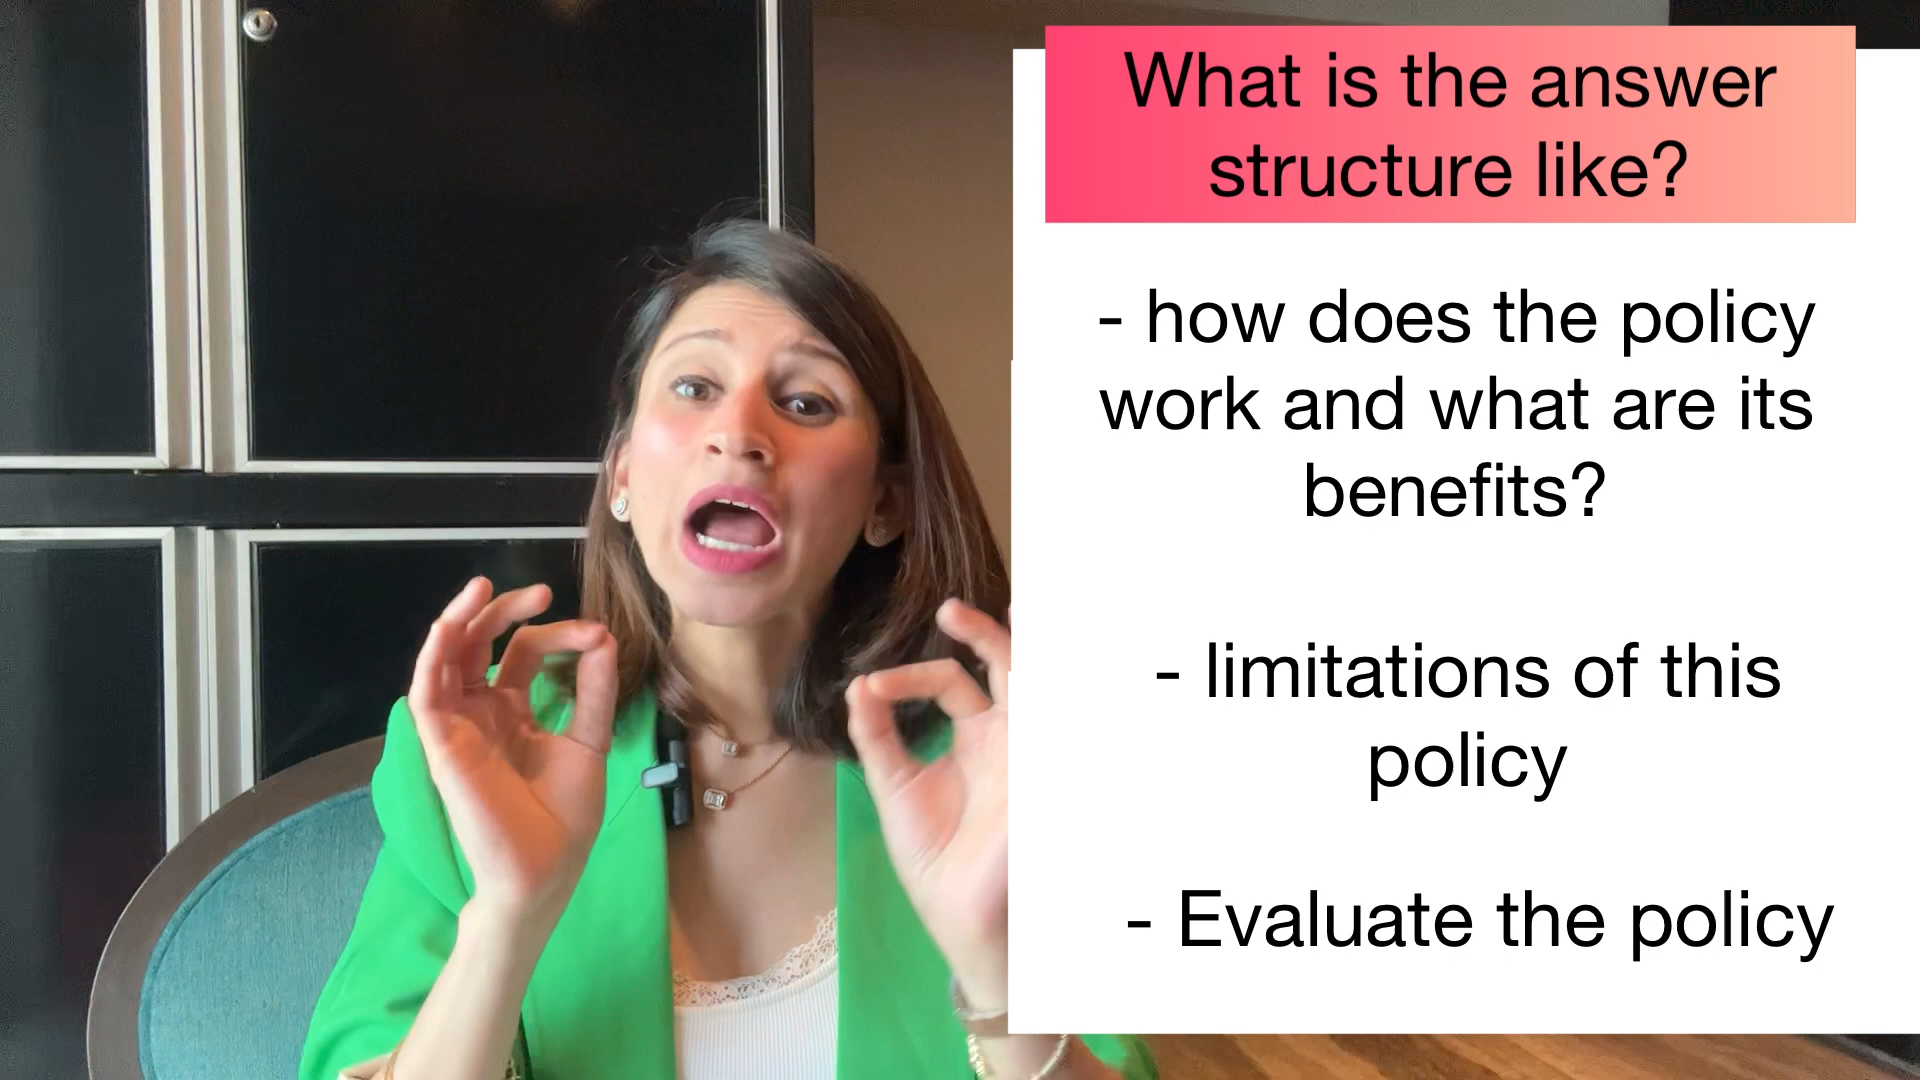 What is the answer
structure like?
- how does the policy
work and what are its
benefits?
- limitations of this
policy
- Evaluate the policy